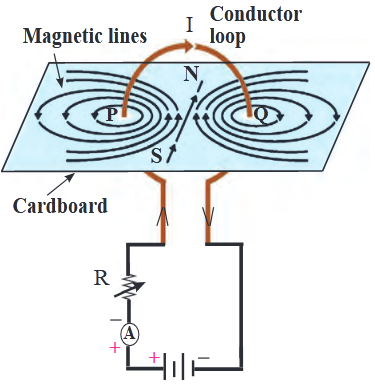 Conductor
loop
I
Magnetic lines
N
P
Q
S
Cardboard
R
−
A
+
+
−